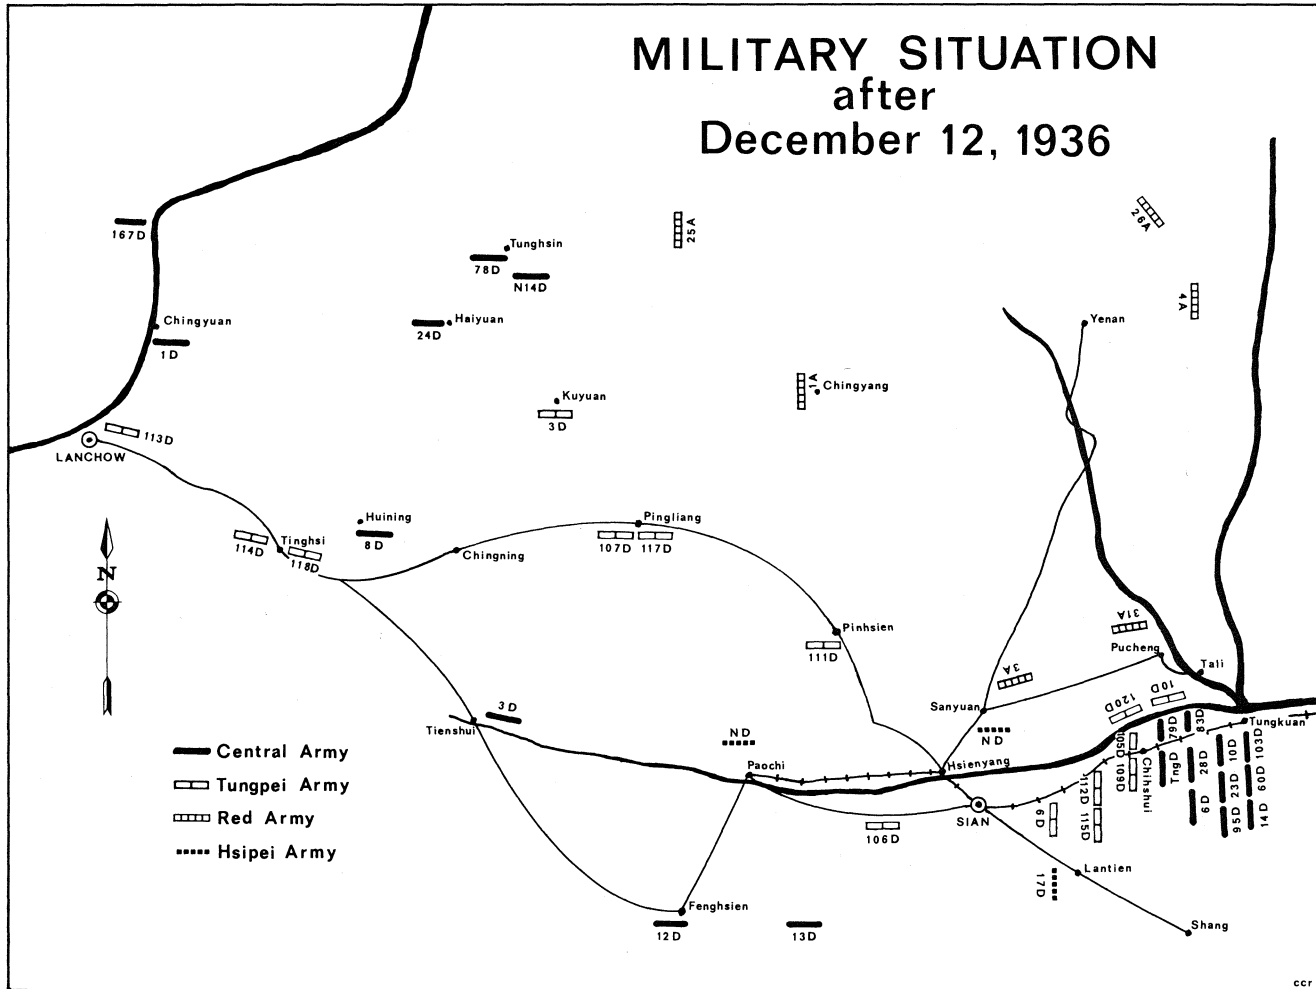 MILITARY SITUATION
after
December 12, 1936
167D
25A
26A
Tunghsin
78D
N14D
4A
Chingyuan
Haiyuan
24D
Yenan
1D
1A
Chingyang
Kuyuan
3D
113D
LANCHOW
Huining
8D
Pingliang
107D 117D
Tinghsi
114D
118D
Chingning
N
31A
Pinhsien
111D
Pucheng
Tali
3A
10D
120D
Sanyuan
3D
Tienshui
ND
ND
Tungkuan
79D
83D
105D
109D
Chihshui
TngD
28D
10D
103D
Paochi
Hsienyang
Central Army
Tungpei Army
Red Army
Hsipei Army
SIAN
6D
112D
115D
6D
23D
60D
95D
14D
106D
17D
Lantien
Fenghsien
12D
13D
Shang
ccr